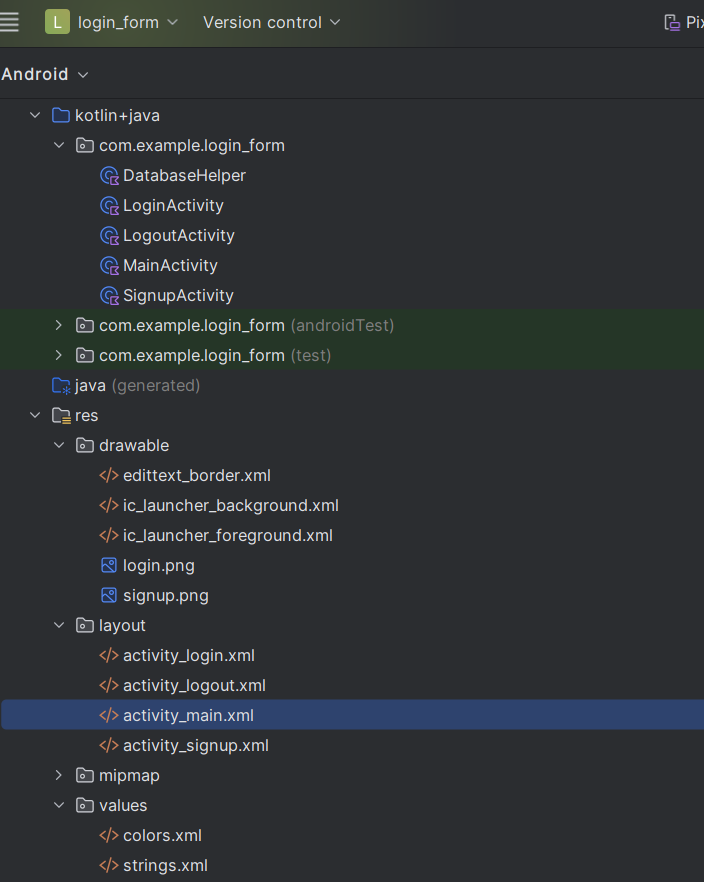 L login_form Version control Pix
Android
kotlin+java
com.example.login_form
DatabaseHelper
LoginActivity
LogoutActivity
MainActivity
SignupActivity
com.example.login_form (androidTest)
com.example.login_form (test)
java (generated)
res
drawable
edittext_border.xml
ic_launcher_background.xml
ic_launcher_foreground.xml
login.png
signup.png
layout
activity_login.xml
activity_logout.xml
activity_main.xml
activity_signup.xml
mipmap
values
colors.xml
strings.xml